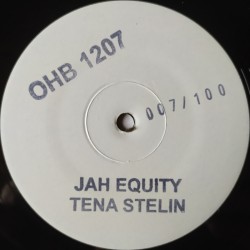 OHB 1207
007/100
JAH EQUITY
TENA STELIN